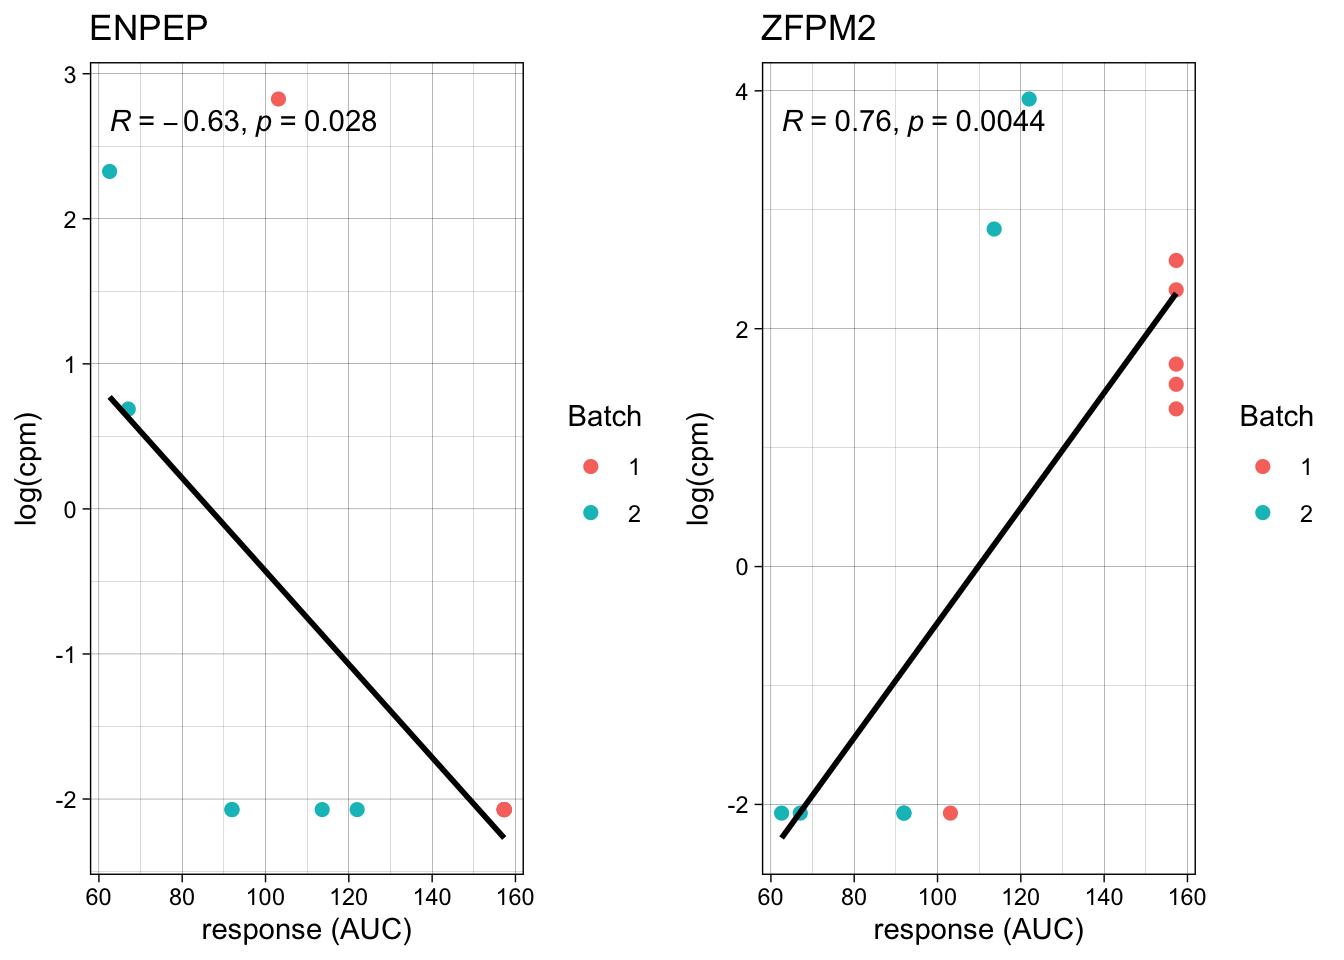 ENPEP
R = −0.63, p = 0.028
3
2
1
0
-1
-2
log(cpm)
60 80 100 120 140 160
response (AUC)
Batch
1
2
ZFPM2
R = 0.76, p = 0.0044
4
2
0
-2
log(cpm)
60 80 100 120 140 160
response (AUC)
Batch
1
2